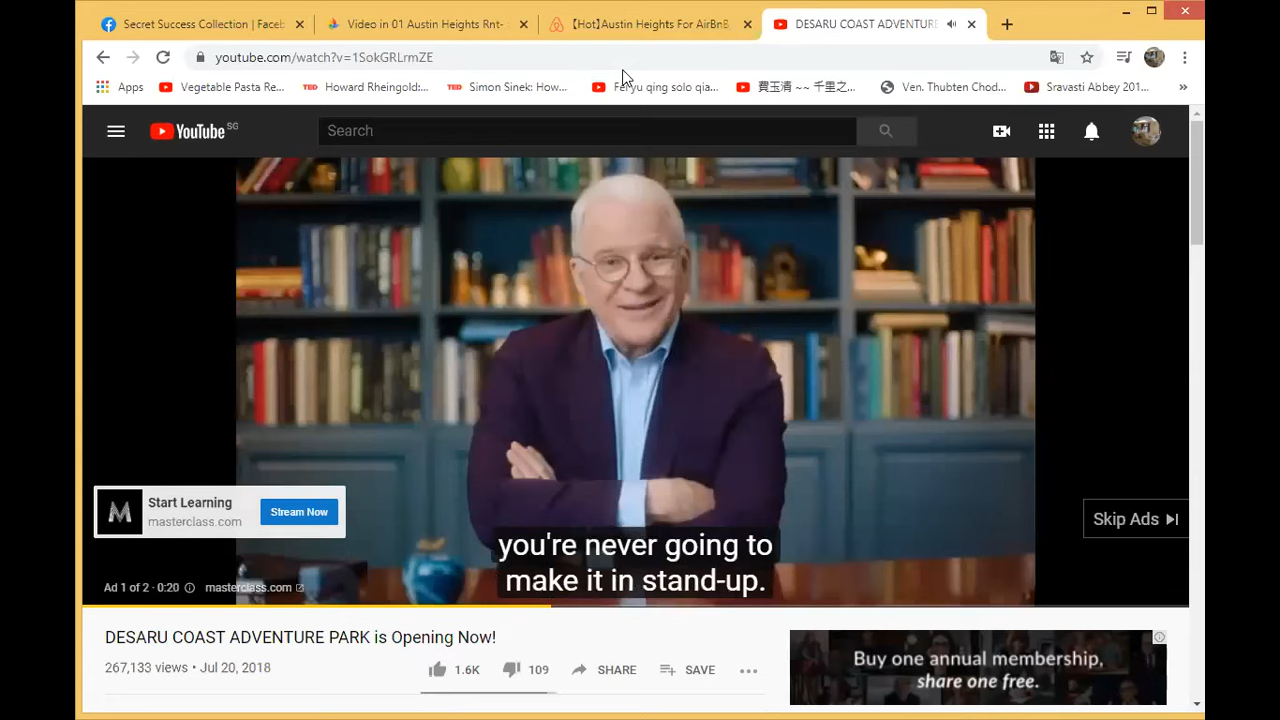 Secret Success Collection | Faceb
Video in 01 Austin Heights Rnt-
【Hot】Austin Heights For AirBnB,
DESARU COAST ADVENTURE
youtube.com/watch?v=1SokGRLrmZE
Apps
Vegetable Pasta Re...
TED Howard Rheingold:...
TED Simon Sinek: How...
Fei yu qing solo qia...
費玉清 ~~ 千里之...
Ven. Thubten Chod...
Sravasti Abbey 201...
YouTube SG
Search
Start Learning
masterclass.com
Stream Now
Skip Ads
you're never going to
make it in stand-up.
Ad 1 of 2 · 0:20
masterclass.com
DESARU COAST ADVENTURE PARK is Opening Now!
267,133 views • Jul 20, 2018
1.6K
109
SHARE
SAVE
Buy one annual membership,
share one free.